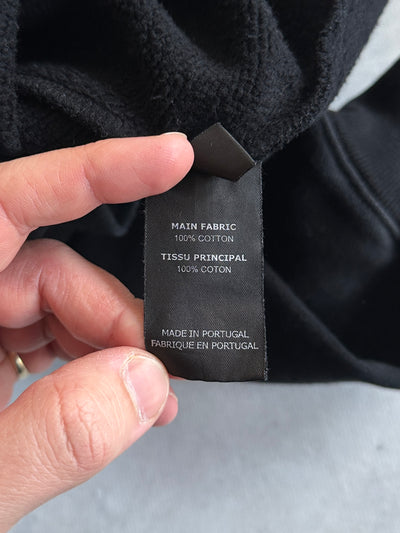 MAIN FABRIC
100% COTTON
TISSU PRINCIPAL
100% COTON
MADE IN PORTUGAL
FABRIQUE EN PORTUGAL